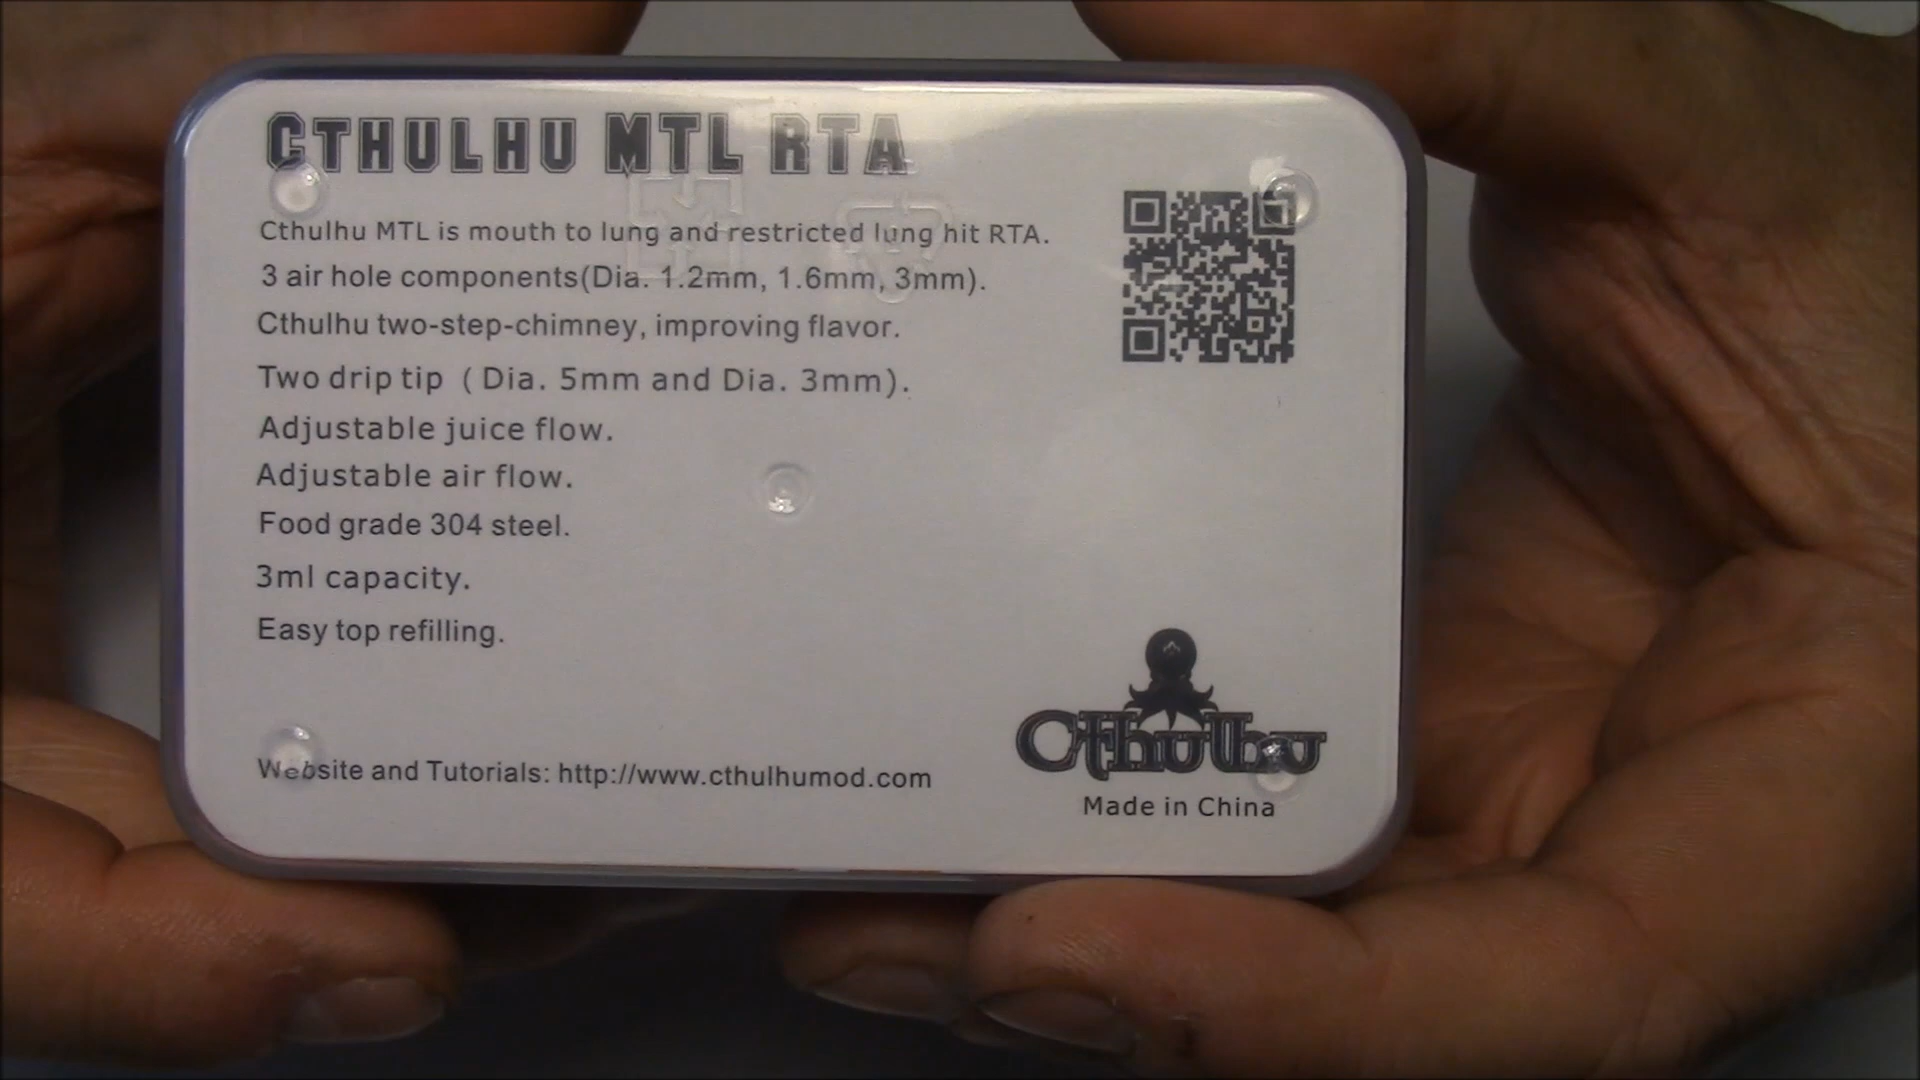 CTHULHU MTL RTA
Cthulhu MTL is mouth to lung and restricted lung hit RTA.
3 air hole components(Dia. 1.2mm, 1.6mm, 3mm).
Cthulhu two-step-chimney, improving flavor.
Two drip tip ( Dia. 5mm and Dia. 3mm).
Adjustable juice flow.
Adjustable air flow.
Food grade 304 steel.
3ml capacity.
Easy top refilling.
Website and Tutorials: http://www.cthulhumod.com
Cthulhu
Made in China